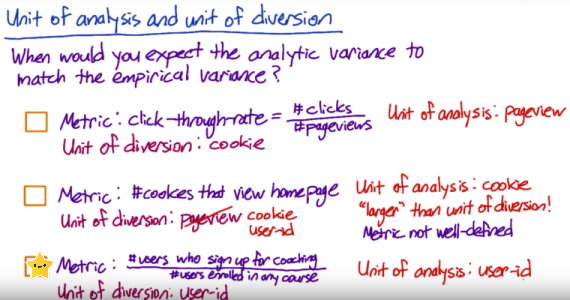 Unit of analysis and unit of diversion
When would you expect the analytic variance to
match the empirical variance?
Metric: click-through-rate = #clicks / #pageviews Unit of analysis: pageview
Unit of diversion: cookie
Metric: #cookies that view homepage Unit of analysis: cookie
Unit of diversion: pageview cookie "larger" than unit of diversion!
user-id Metric not well-defined
Metric: #users who sign up for coaching / #users enrolled in any course Unit of analysis: user-id
Unit of diversion: user-id